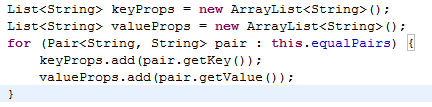 List<String> keyProps = new ArrayList<String>();
List<String> valueProps = new ArrayList<String>();
for (Pair<String, String> pair : this.equalPairs) {
    keyProps.add(pair.getKey());
    valueProps.add(pair.getValue());
}